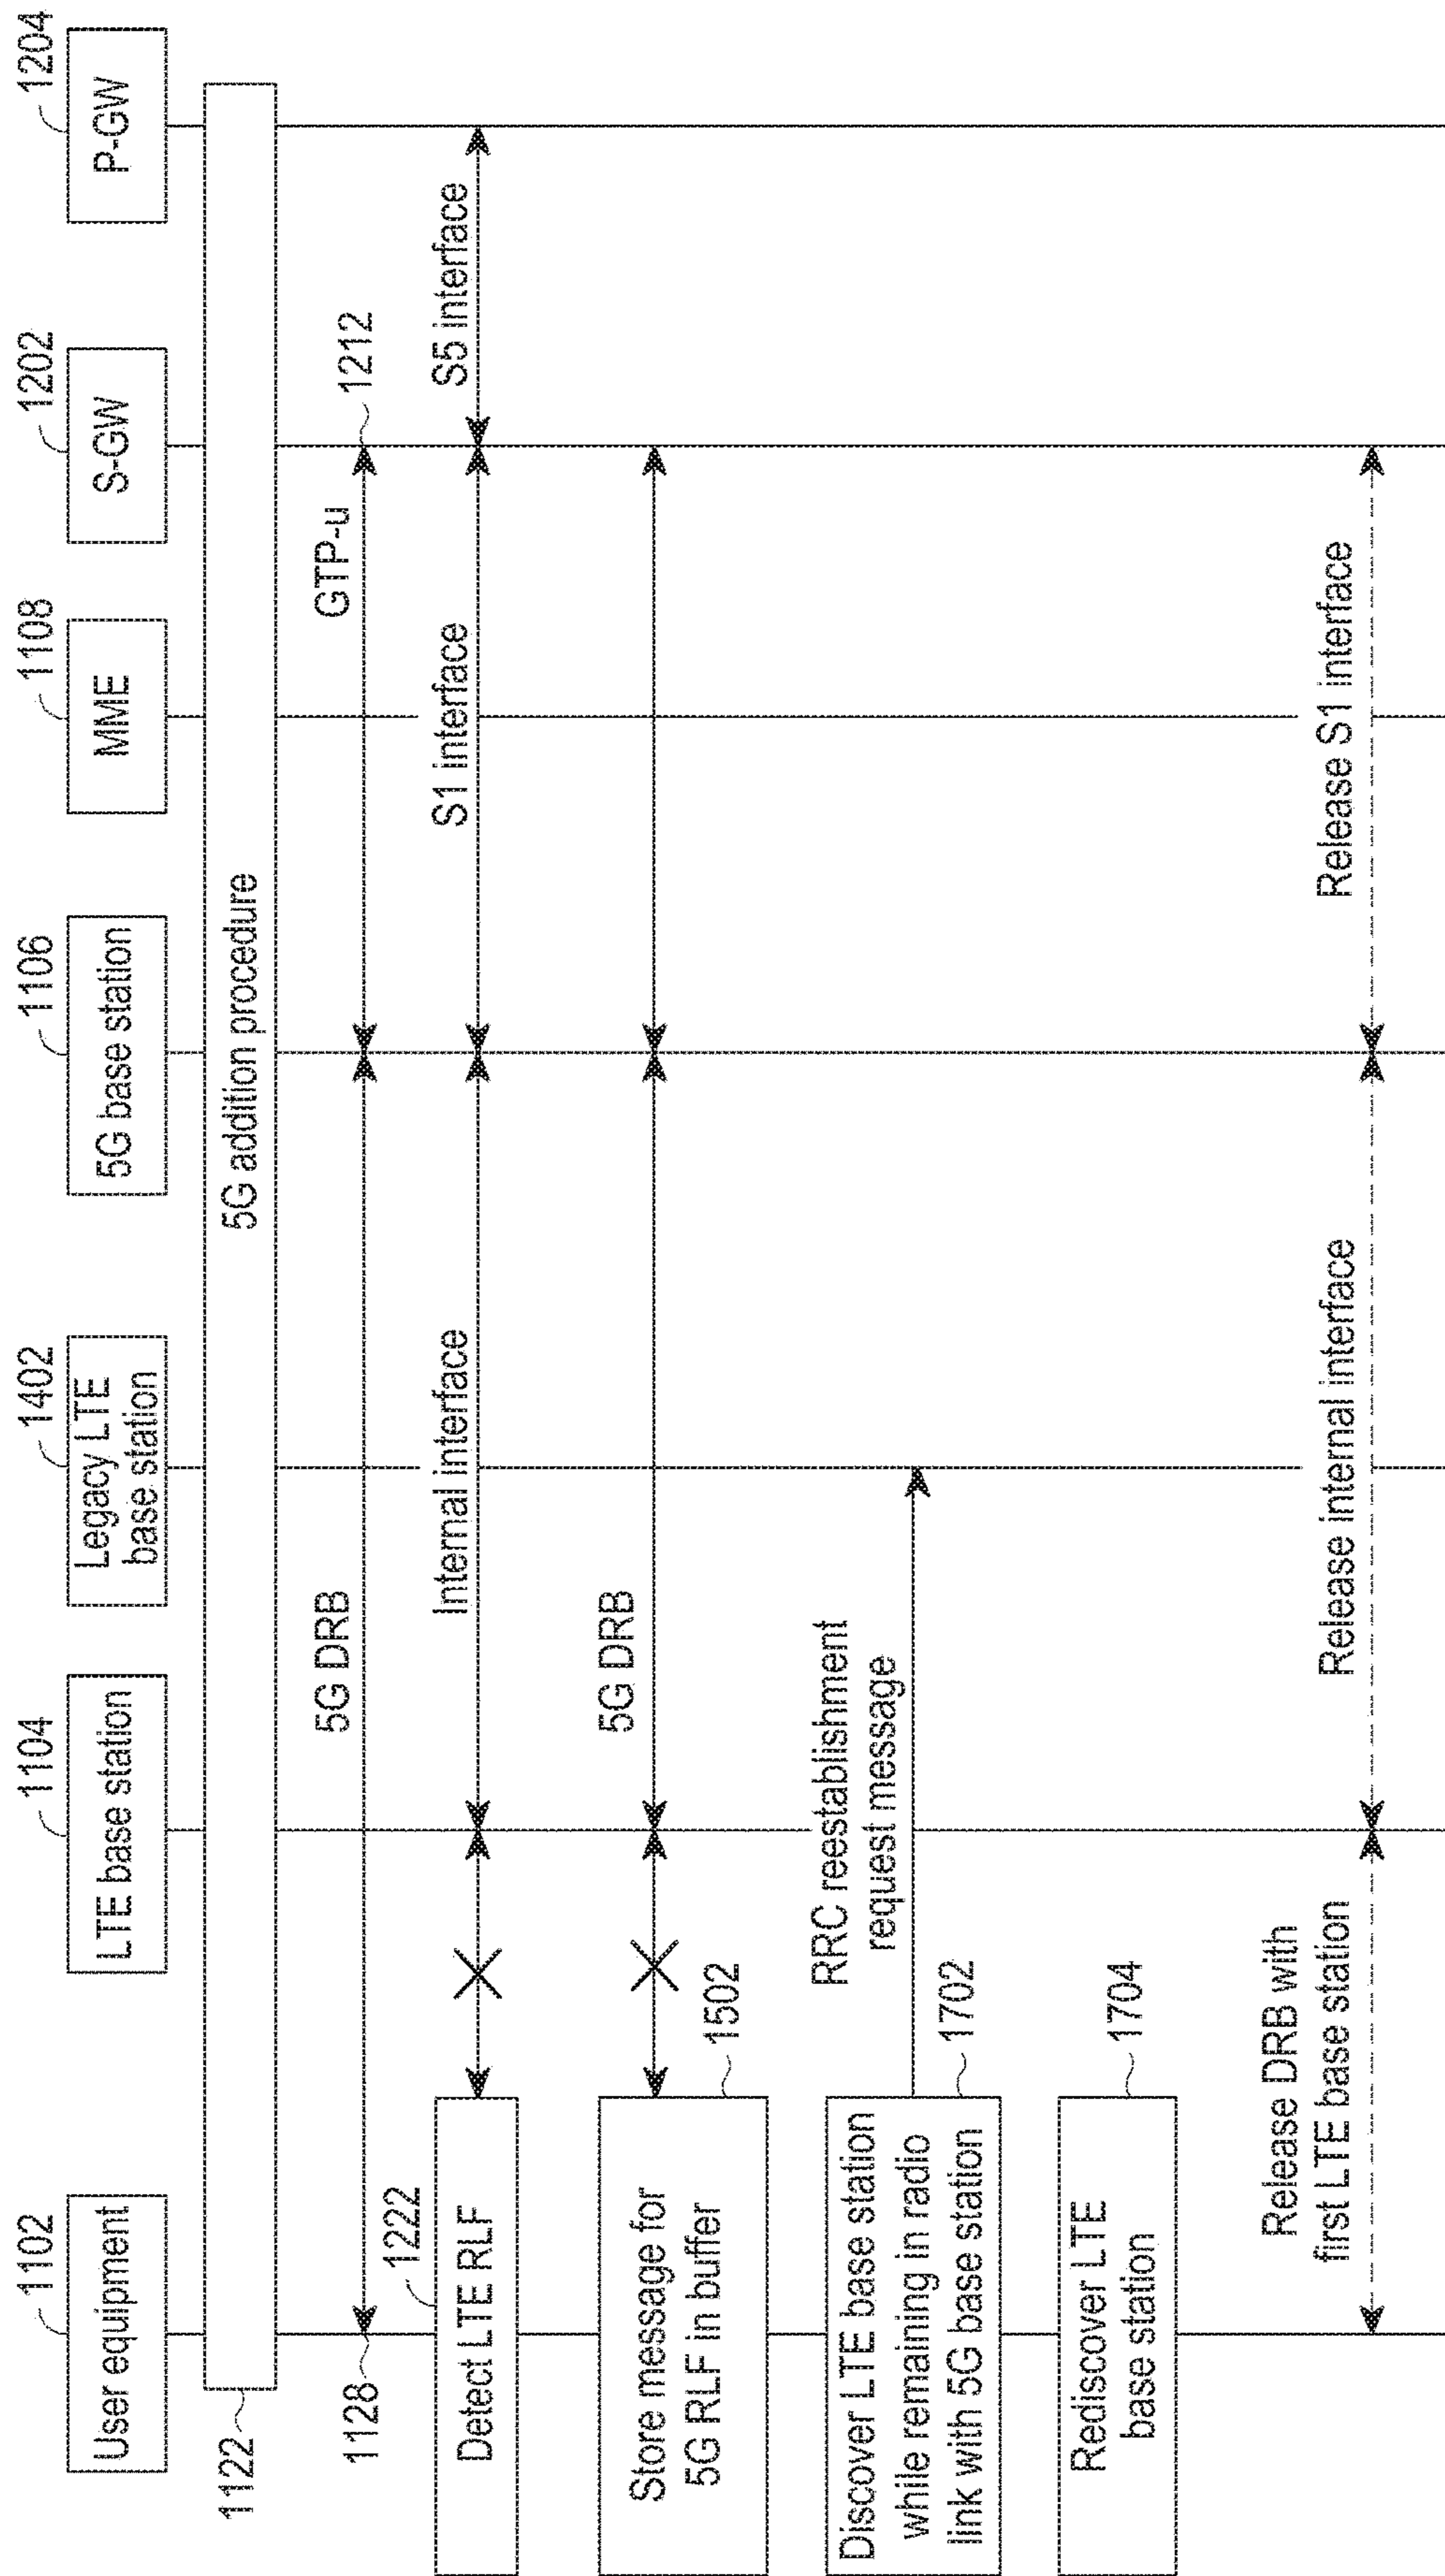 1102
User equipment
1104
LTE base station
1402
Legacy LTE
base station
1106
5G base station
1108
MME
1202
S-GW
1204
P-GW
1122
5G addition procedure
1128
5G DRB
GTP-u
1212
1222
Detect LTE RLF
Internal interface
S1 interface
S5 interface
Store message for
5G RLF in buffer
1502
5G DRB
Discover LTE base station
while remaining in radio
link with 5G base station
1702
RRC reestablishment
request message
Rediscover LTE
base station
1704
Release DRB with
first LTE base station
Release internal interface
Release S1 interface